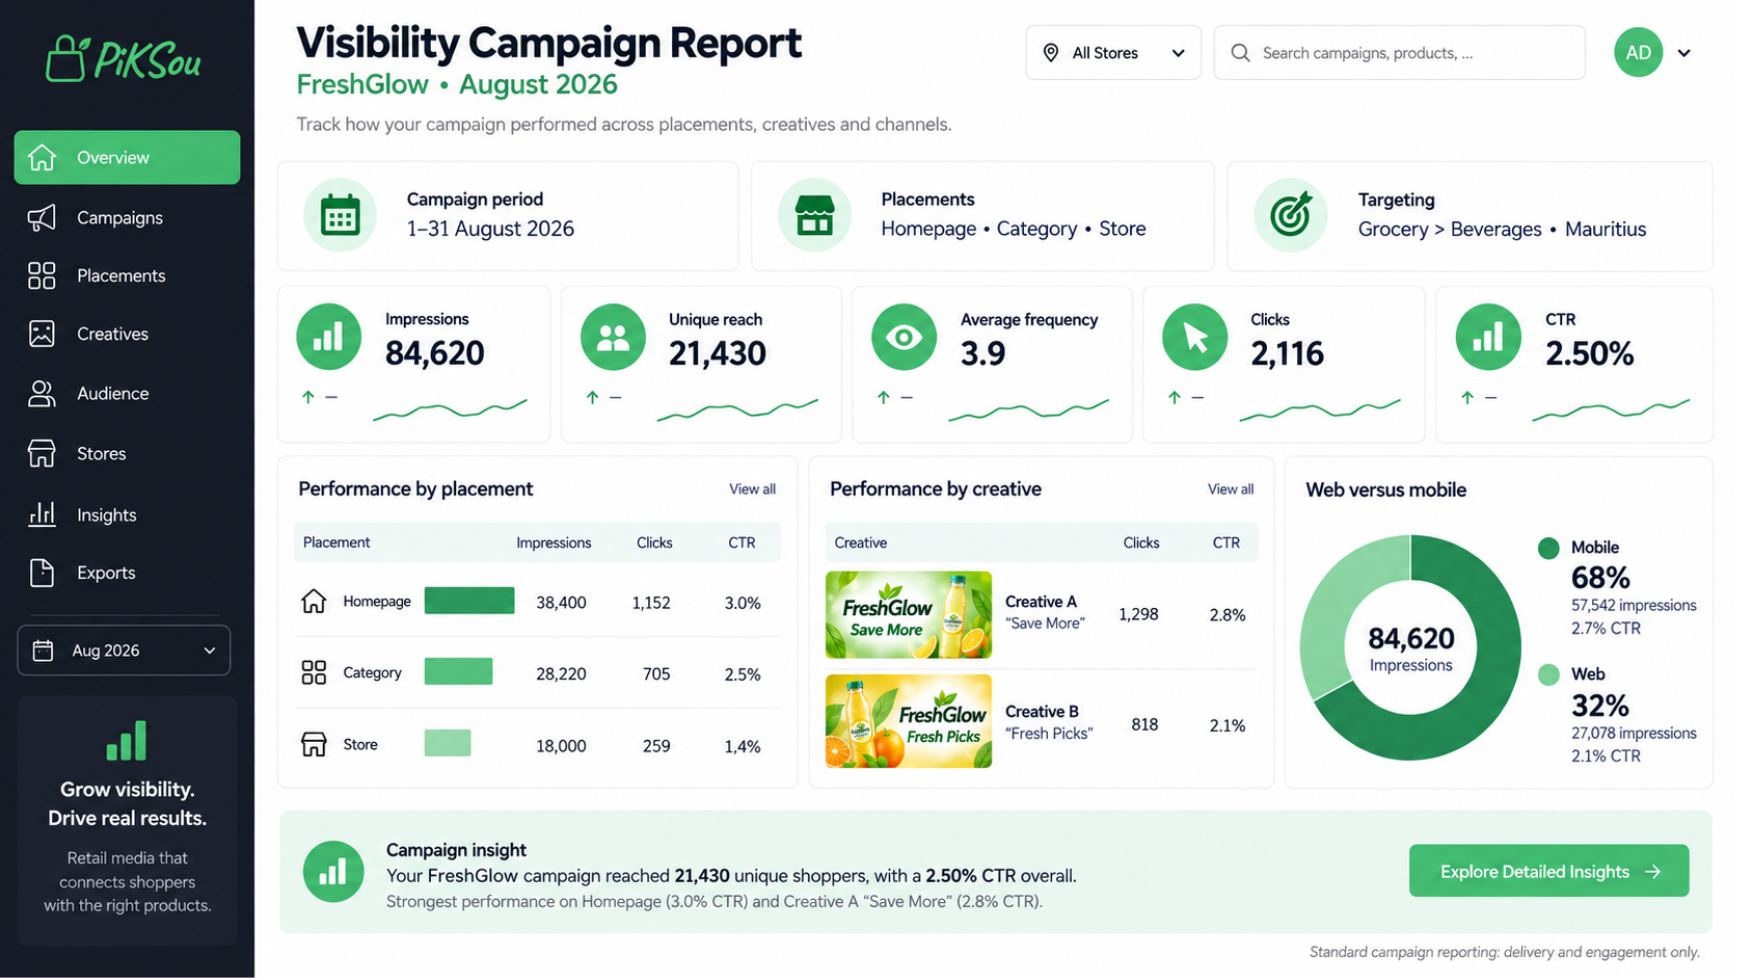 PiKSou
Overview
Campaigns
Placements
Creatives
Audience
Stores
Insights
Exports
Aug 2026
Grow visibility.
Drive real results.
Retail media that
connects shoppers
with the right products.
Visibility Campaign Report
FreshGlow • August 2026
Track how your campaign performed across placements, creatives and channels.
All Stores
Search campaigns, products, ...
AD
Campaign period
1–31 August 2026
Placements
Homepage • Category • Store
Targeting
Grocery > Beverages • Mauritius
Impressions
84,620
↑ —
Unique reach
21,430
↑ —
Average frequency
3.9
↑ —
Clicks
2,116
↑ —
CTR
2.50%
↑ —
Performance by placement View all
Placement Impressions Clicks CTR
Homepage 38,400 1,152 3.0%
Category 28,220 705 2.5%
Store 18,000 259 1,4%
Performance by creative View all
Creative Clicks CTR
FreshGlow
Save More
Creative A
“Save More”
1,298 2.8%
FreshGlow
Fresh Picks
Creative B
“Fresh Picks”
818 2.1%
Web versus mobile
84,620
Impressions
Mobile
68%
57,542 impressions
2.7% CTR
Web
32%
27,078 impressions
2.1% CTR
Campaign insight
Your FreshGlow campaign reached 21,430 unique shoppers, with a 2.50% CTR overall.
Strongest performance on Homepage (3.0% CTR) and Creative A “Save More” (2.8% CTR).
Explore Detailed Insights →
Standard campaign reporting: delivery and engagement only.